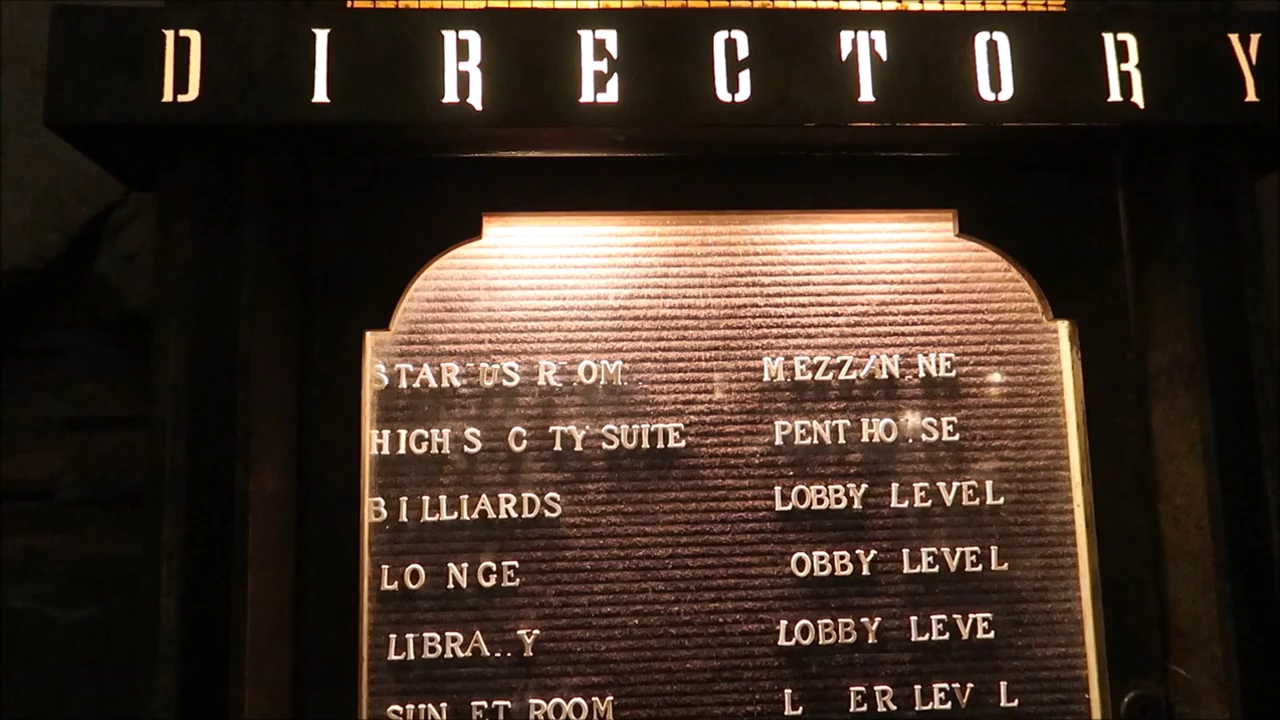 DIRECTORY
STAR US R OM MEZZAN NE
HIGH S C TY SUITE PENT HO SE
BILLIARDS LOBBY LEVEL
LO NGE OBBY LEVEL
LIBRA Y LOBBY LEVE
SUN ET ROOM L ER LEV L